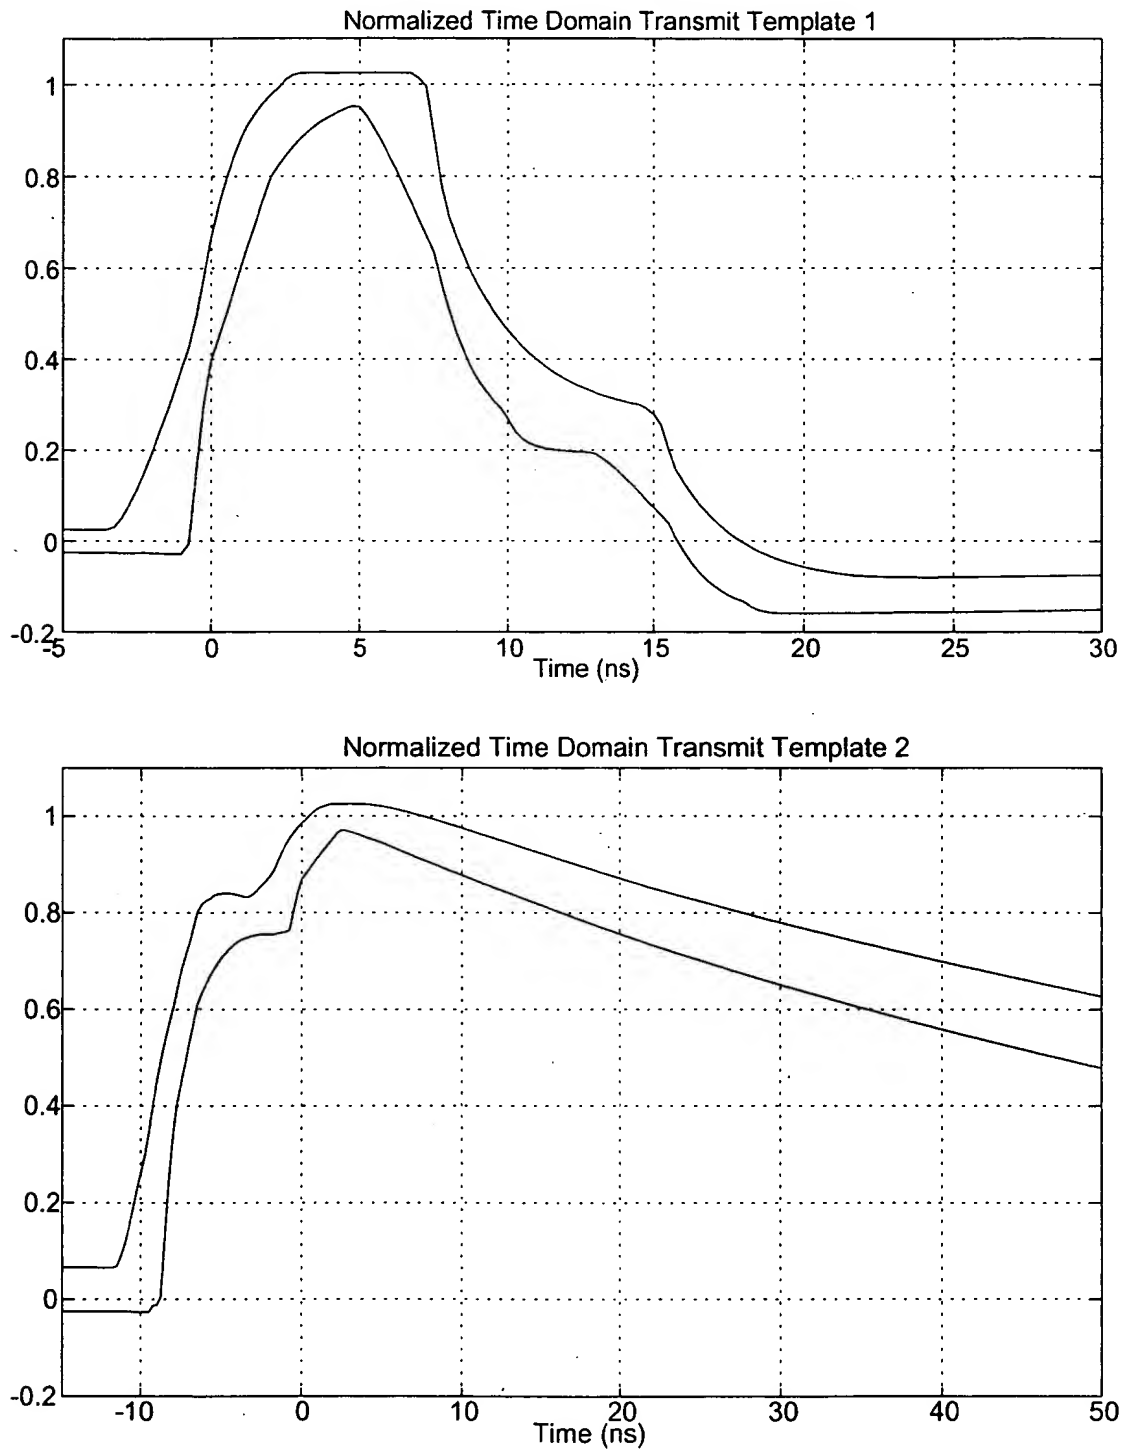 Normalized Time Domain Transmit Template 1
1
0.8
0.6
0.4
0.2
0
-0.2
-5 0 5 10 15 20 25 30
Time (ns)
Normalized Time Domain Transmit Template 2
1
0.8
0.6
0.4
0.2
0
-0.2
-10 0 10 20 30 40 50
Time (ns)